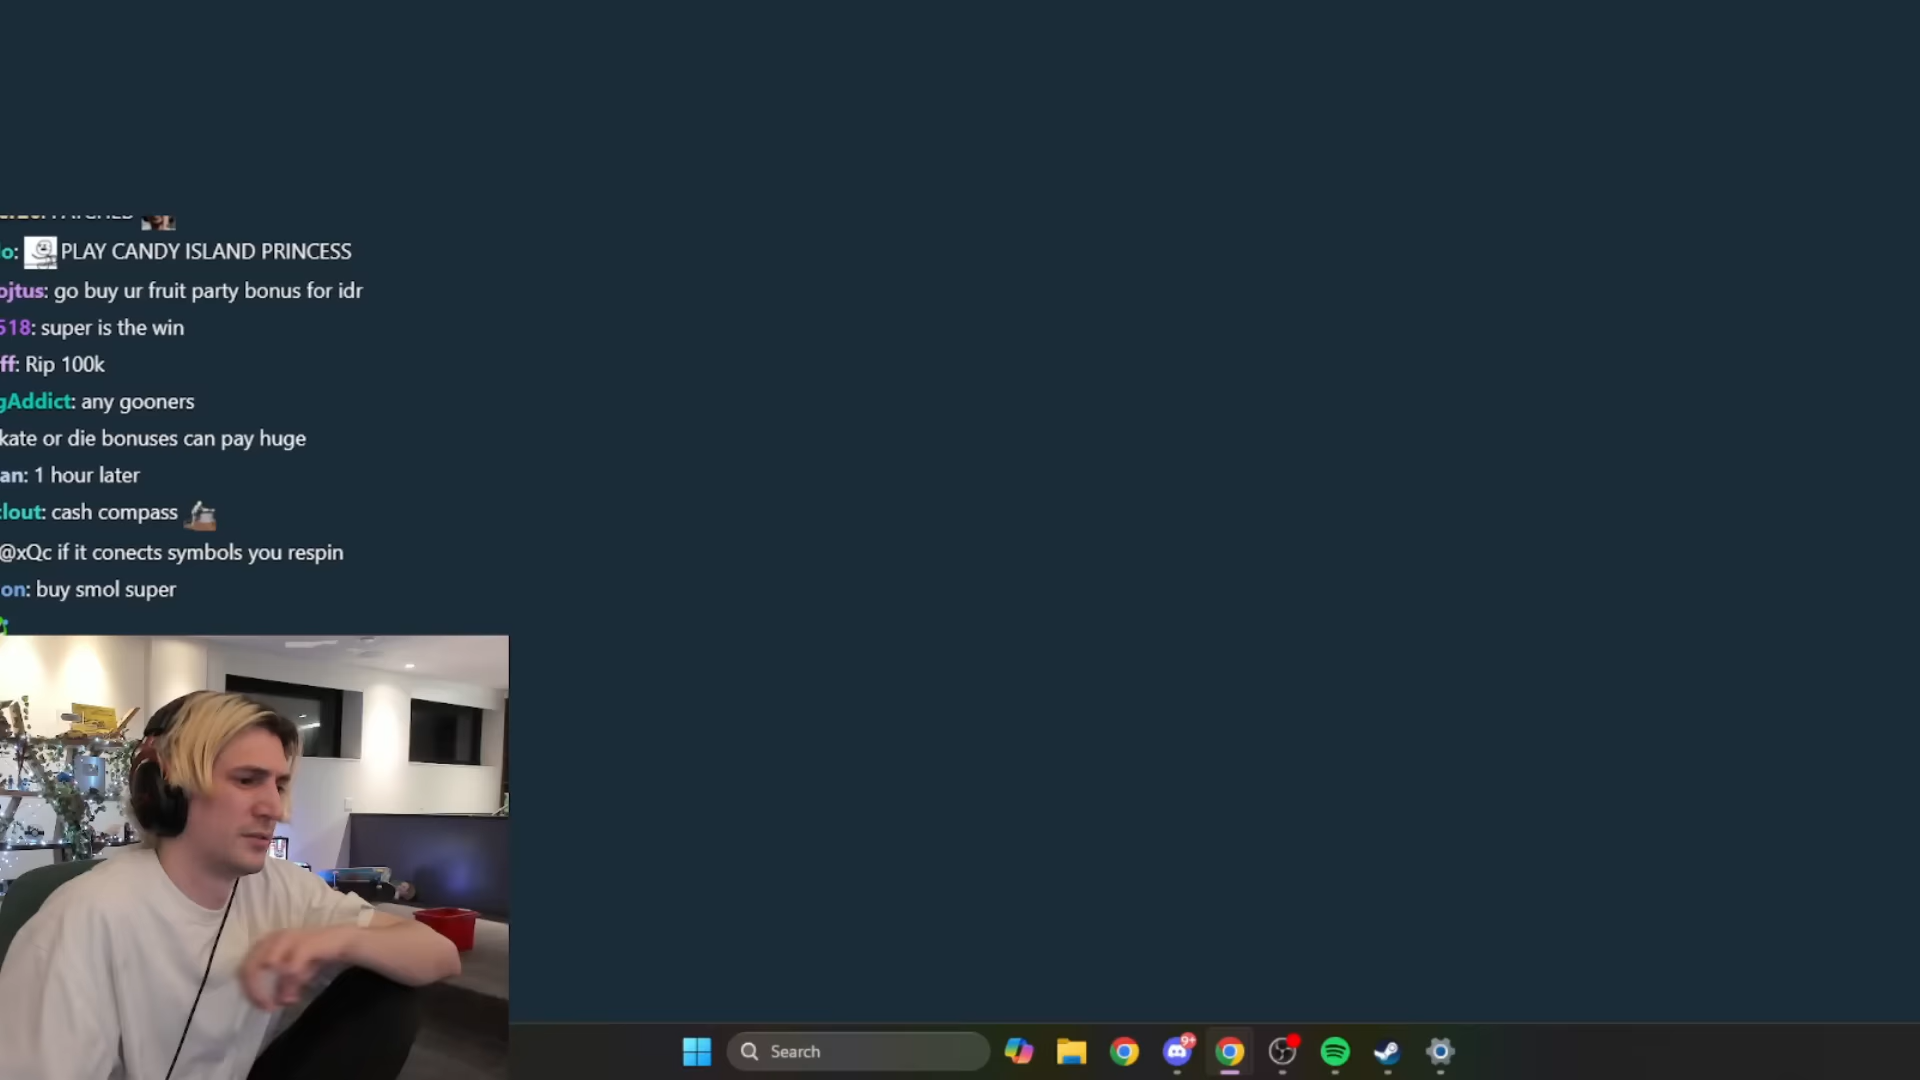 o: PLAY CANDY ISLAND PRINCESS
ojtus: go buy ur fruit party bonus for idr
518: super is the win
ff: Rip 100k
gAddict: any gooners
kate or die bonuses can pay huge
an: 1 hour later
clout: cash compass
@xQc if it conects symbols you respin
on: buy smol super
Search
9+